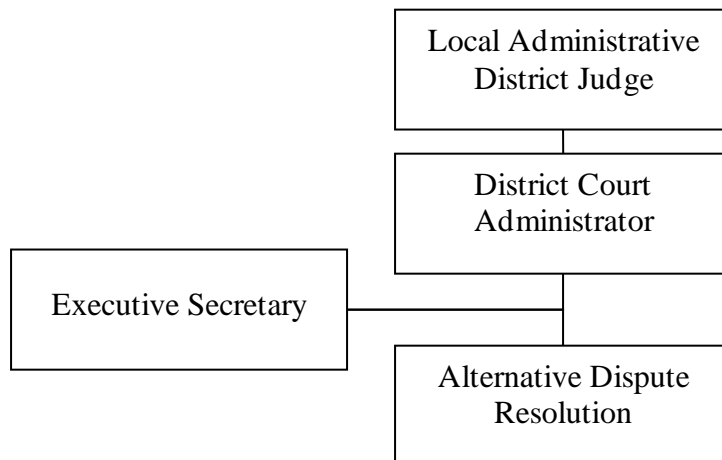 Local Administrative
District Judge
District Court
Administrator
Executive Secretary
Alternative Dispute
Resolution